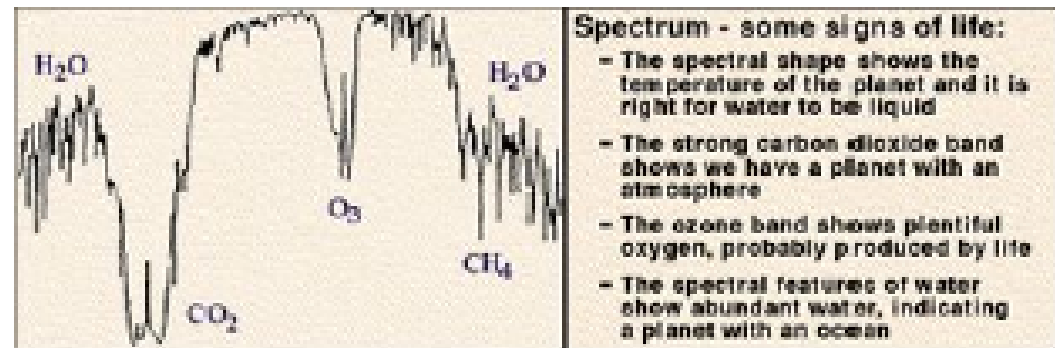 H₂O
H₂O
O₃
CH₄
CO₂
Spectrum - some signs of life:
- The spectral shape shows the
temperature of the planet and it is
right for water to be liquid
- The strong carbon dioxide band
shows we have a planet with an
atmosphere
- The ozone band shows plentiful
oxygen, probably produced by life
- The spectral features of water
show abundant water, indicating
a planet with an ocean